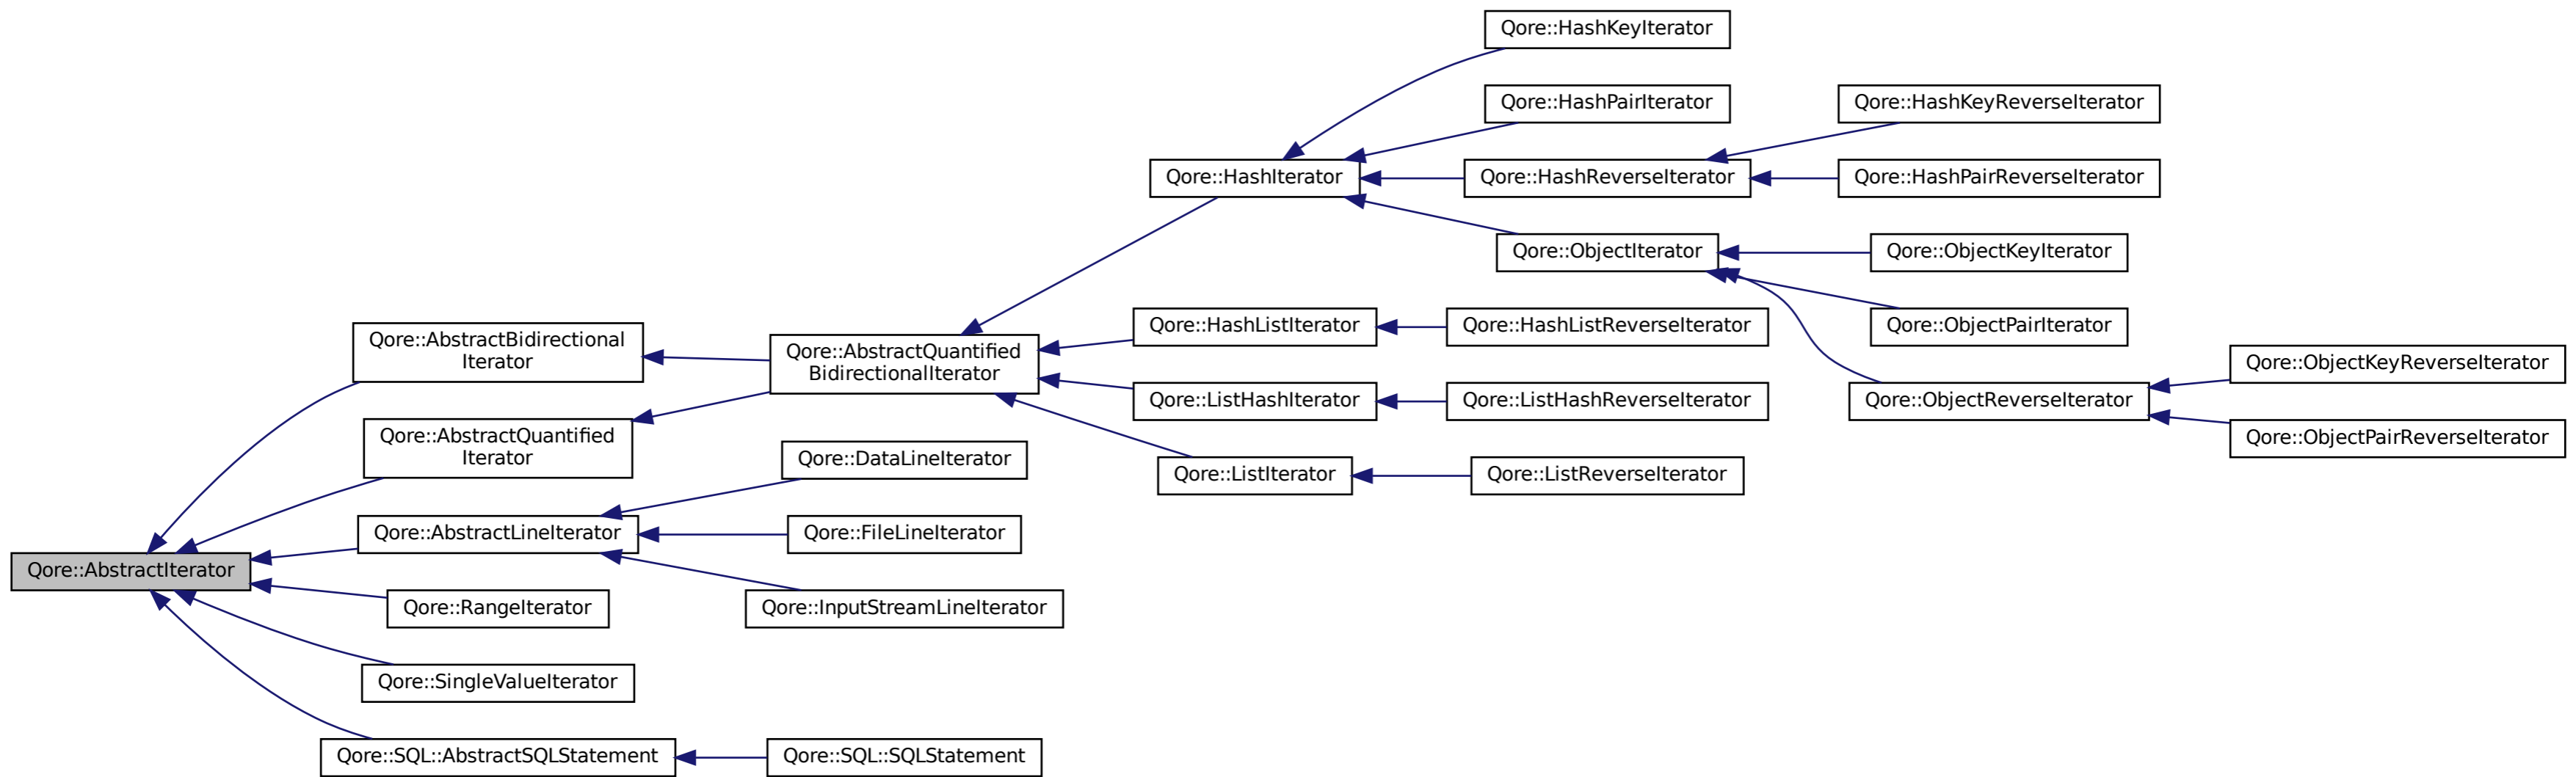 Qore::HashKeyIterator
Qore::HashPairIterator
Qore::HashKeyReverseIterator
Qore::HashIterator
Qore::HashReverseIterator
Qore::HashPairReverseIterator
Qore::ObjectIterator
Qore::ObjectKeyIterator
Qore::AbstractBidirectional
Iterator
Qore::AbstractQuantified
BidirectionalIterator
Qore::HashListIterator
Qore::HashListReverseIterator
Qore::ObjectPairIterator
Qore::ObjectKeyReverseIterator
Qore::ListHashIterator
Qore::ListHashReverseIterator
Qore::ObjectReverseIterator
Qore::ObjectPairReverseIterator
Qore::AbstractQuantified
Iterator
Qore::DataLineIterator
Qore::ListIterator
Qore::ListReverseIterator
Qore::AbstractLineIterator
Qore::FileLineIterator
Qore::AbstractIterator
Qore::RangeIterator
Qore::InputStreamLineIterator
Qore::SingleValueIterator
Qore::SQL::AbstractSQLStatement
Qore::SQL::SQLStatement